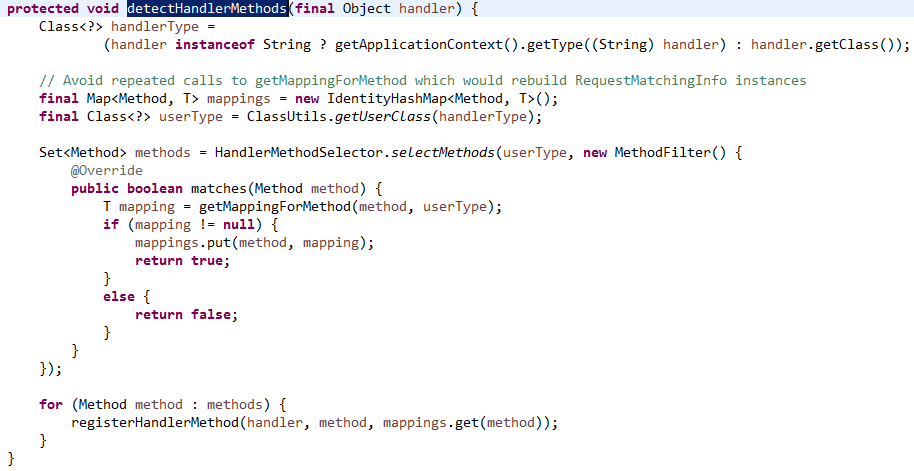 protected void detectHandlerMethods(final Object handler) {
    Class<?> handlerType =
            (handler instanceof String ? getApplicationContext().getType((String) handler) : handler.getClass());
    // Avoid repeated calls to getMappingForMethod which would rebuild RequestMatchingInfo instances
    final Map<Method, T> mappings = new IdentityHashMap<Method, T>();
    final Class<?> userType = ClassUtils.getUserClass(handlerType);
    Set<Method> methods = HandlerMethodSelector.selectMethods(userType, new MethodFilter() {
        @Override
        public boolean matches(Method method) {
            T mapping = getMappingForMethod(method, userType);
            if (mapping != null) {
                mappings.put(method, mapping);
                return true;
            }
            else {
                return false;
            }
        }
    });
    for (Method method : methods) {
        registerHandlerMethod(handler, method, mappings.get(method));
    }
}